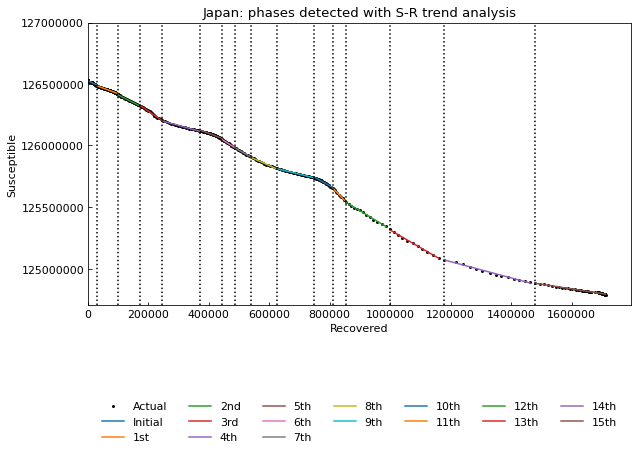 Japan: phases detected with S-R trend analysis
127000000
126500000
126000000
125500000
125000000
Susceptible
0 200000 400000 600000 800000 1000000 1200000 1400000 1600000
Recovered
Actual 2nd 5th 8th 10th 12th 14th
Initial 3rd 6th 9th 11th 13th 15th
1st 4th 7th